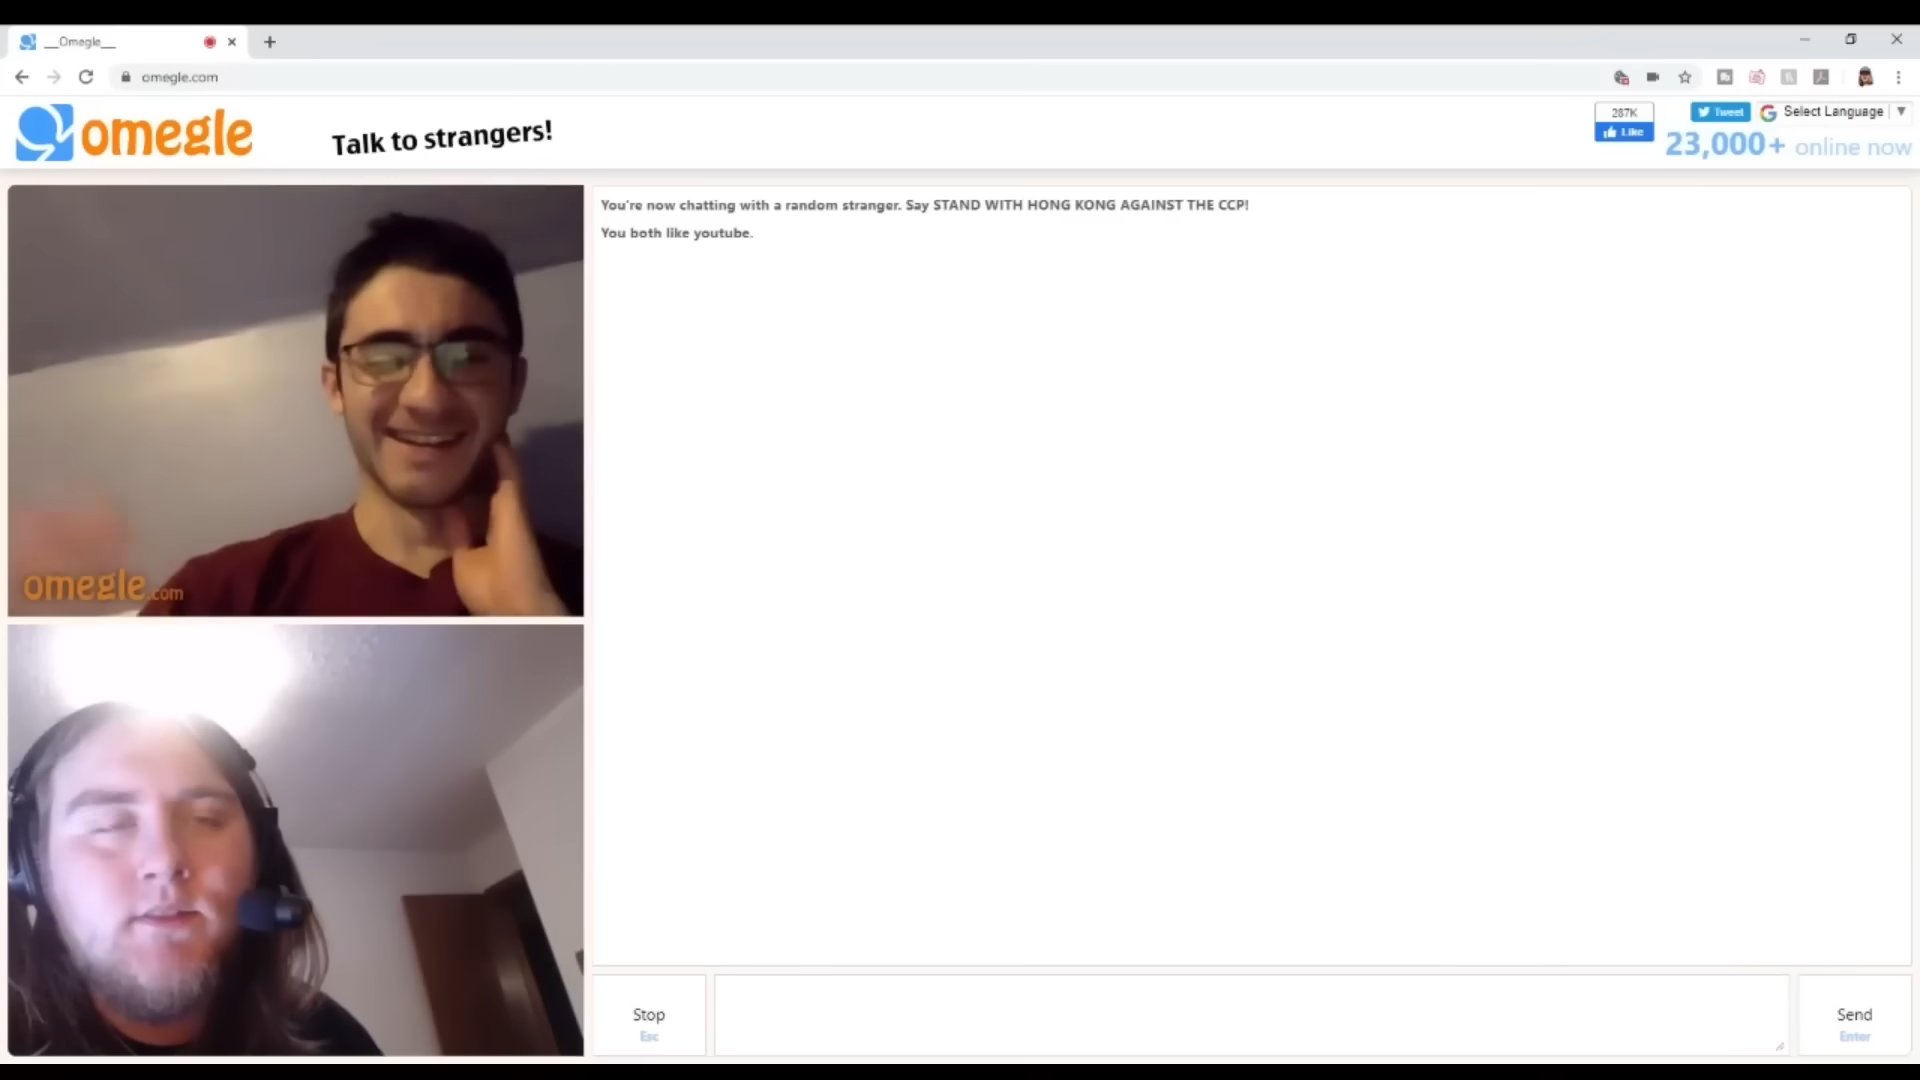 __Omegle__
omegle.com
omegle
Talk to strangers!
287K
Like
Tweet
Select Language
23,000+ online now
You're now chatting with a random stranger. Say STAND WITH HONG KONG AGAINST THE CCP!
You both like youtube.
omegle.com
Stop
Esc
Send
Enter